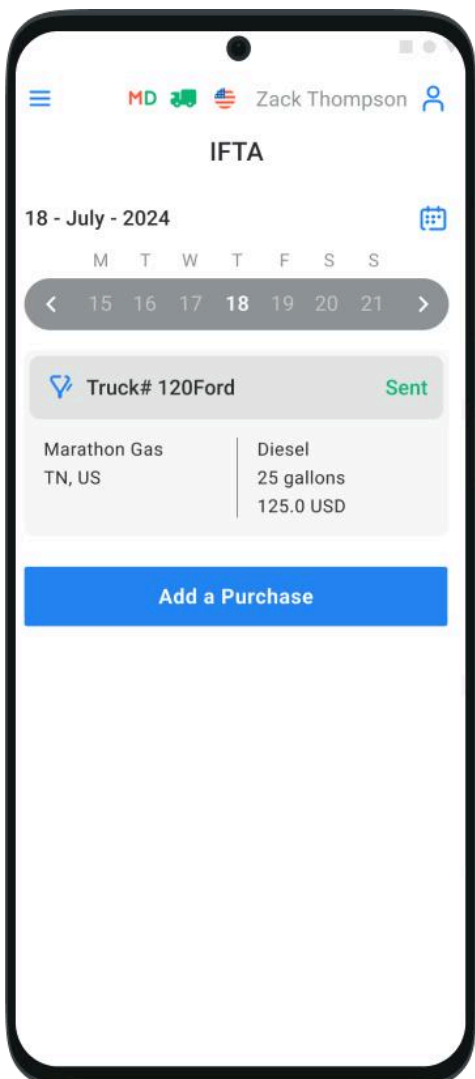 MD Zack Thompson
IFTA
18 - July - 2024
M T W T F S S
15 16 17 18 19 20 21
Truck# 120Ford Sent
Marathon Gas
TN, US
Diesel
25 gallons
125.0 USD
Add a Purchase